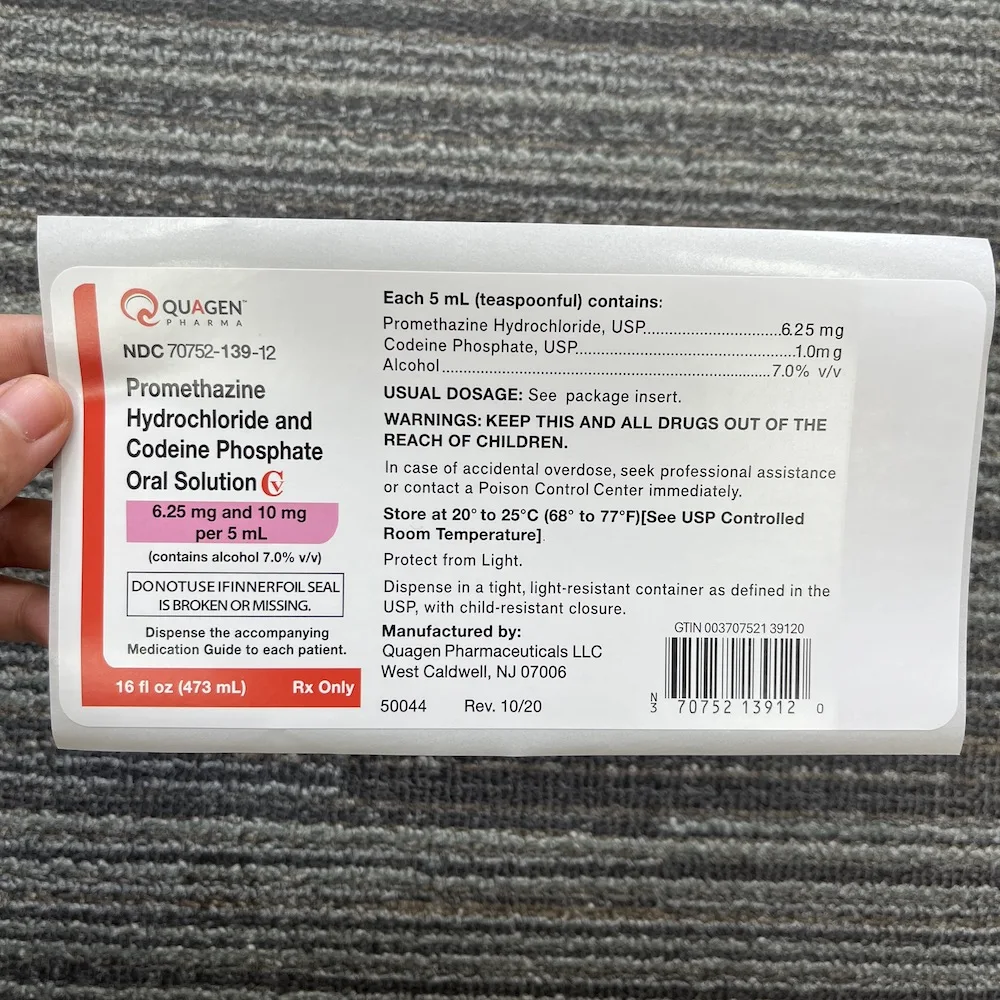 QUAGEN™
PHARMA
NDC 70752-139-12
Promethazine
Hydrochloride and
Codeine Phosphate
Oral Solution CV
6.25 mg and 10 mg
per 5 mL
(contains alcohol 7.0% v/v)
DO NOT USE IF INNER FOIL SEAL
IS BROKEN OR MISSING.
Dispense the accompanying
Medication Guide to each patient.
16 fl oz (473 mL) Rx Only
Each 5 mL (teaspoonful) contains:
Promethazine Hydrochloride, USP..............................6.25 mg
Codeine Phosphate, USP................................................1.0mg
Alcohol.........................................................................7.0% v/v
USUAL DOSAGE: See package insert.
WARNINGS: KEEP THIS AND ALL DRUGS OUT OF THE
REACH OF CHILDREN.
In case of accidental overdose, seek professional assistance
or contact a Poison Control Center immediately.
Store at 20° to 25°C (68° to 77°F)[See USP Controlled
Room Temperature].
Protect from Light.
Dispense in a tight, light-resistant container as defined in the
USP, with child-resistant closure.
Manufactured by:
Quagen Pharmaceuticals LLC
West Caldwell, NJ 07006
50044 Rev. 10/20
GTIN 00370752139120
N
3 70752 13912 0